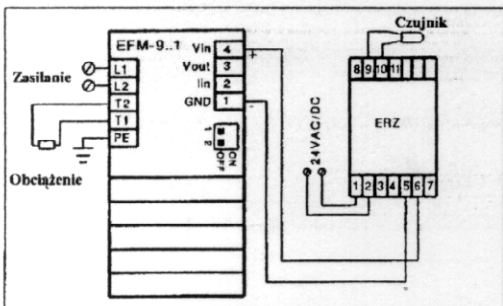 EFM-9..1
Vin 4
+
Vout 3
Iin 2
GND 1
-
Zasilanie
L1
L2
T2
T1
PE
Obciążenie
1
2
ON
OFF
Czujnik
8 9 10 11
ERZ
24VAC/DC
1 2 3 4 5 6 7